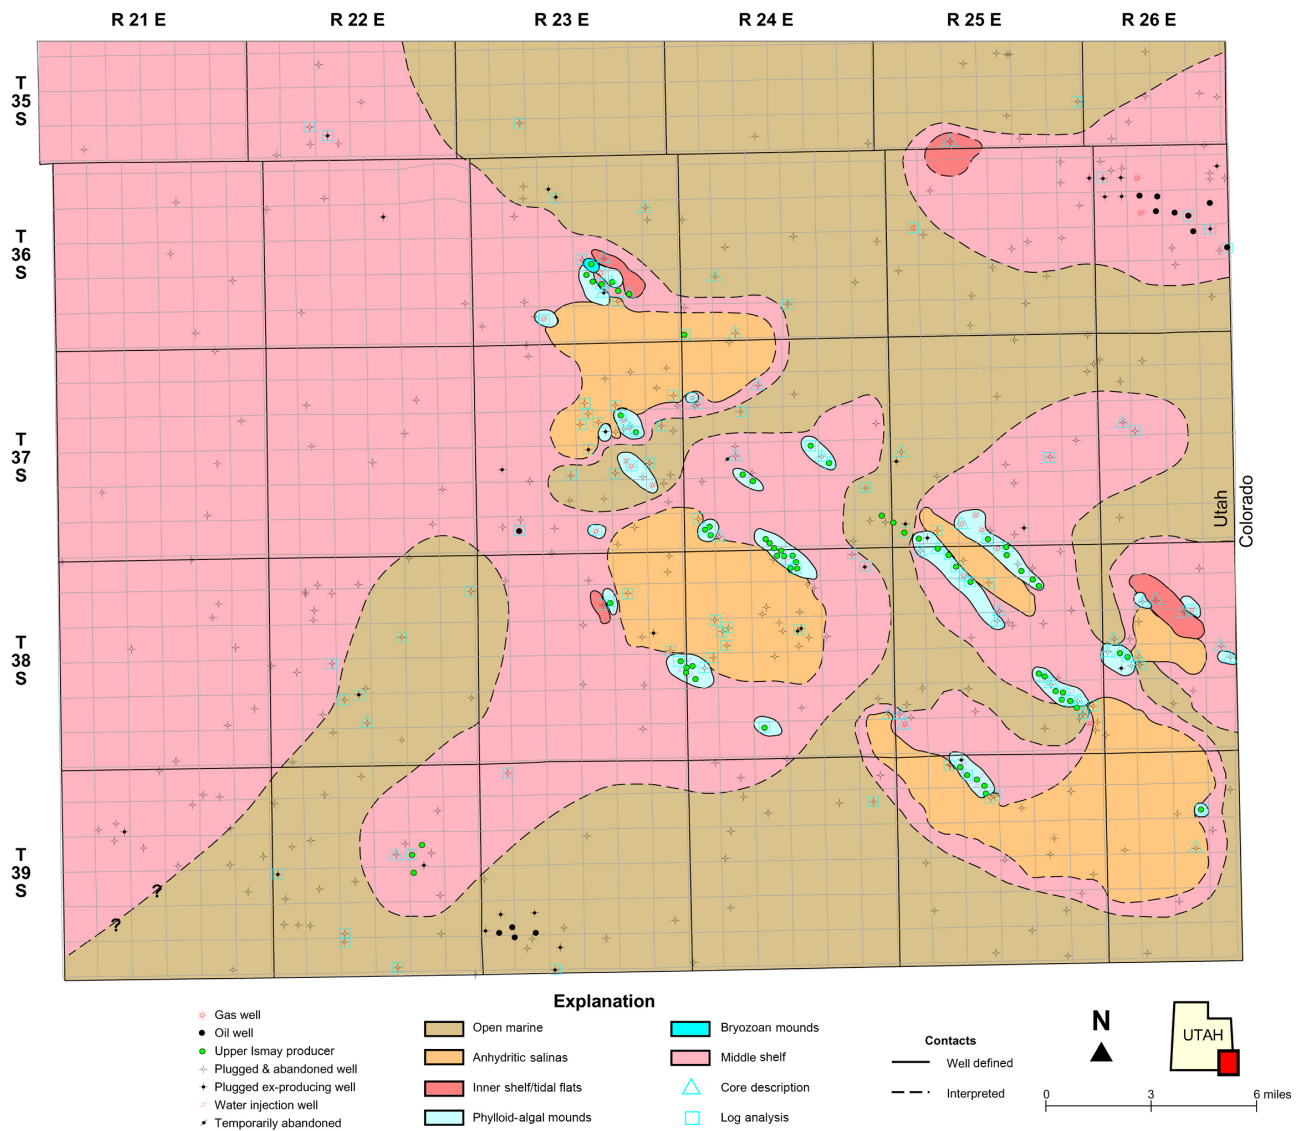 R 21 E R 22 E R 23 E R 24 E R 25 E R 26 E
T
35
S
T
36
S
T
37
S
Utah
Colorado
T
38
S
T
39
S
?
?
Explanation
Gas well
Oil well
Upper Ismay producer
Plugged & abandoned well
Plugged ex-producing well
Water injection well
Temporarily abandoned
Open marine
Anhydritic salinas
Inner shelf/tidal flats
Phylloid-algal mounds
Bryozoan mounds
Middle shelf
Core description
Log analysis
Contacts
Well defined
Interpreted
N
UTAH
0 3 6 miles